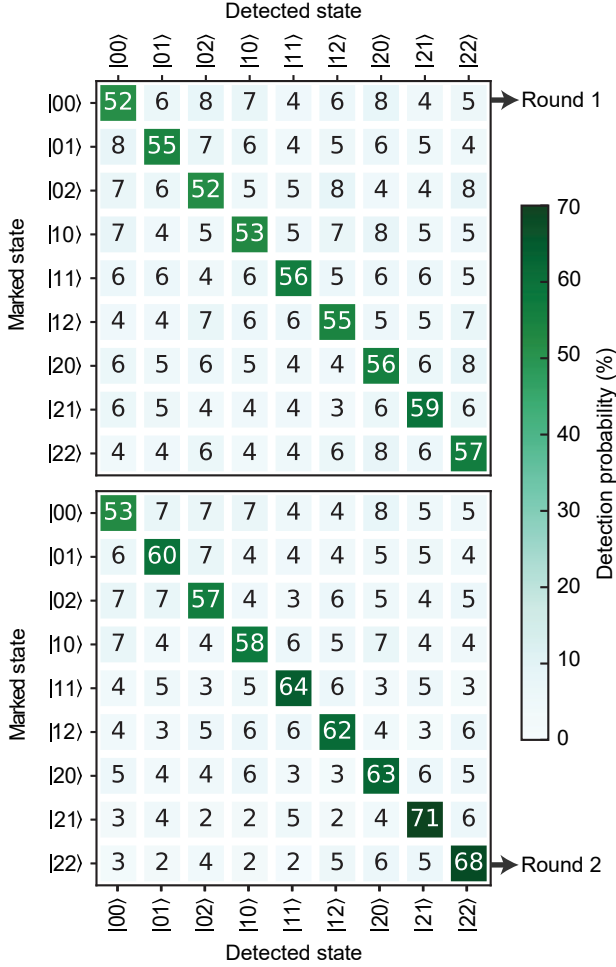 Detected state
|00⟩ |01⟩ |02⟩ |10⟩ |11⟩ |12⟩ |20⟩ |21⟩ |22⟩
|00⟩ 52 6 8 7 4 6 8 4 5 Round 1
|01⟩ 8 55 7 6 4 5 6 5 4
|02⟩ 7 6 52 5 5 8 4 4 8
|10⟩ 7 4 5 53 5 7 8 5 5
|11⟩ 6 6 4 6 56 5 6 6 5
|12⟩ 4 4 7 6 6 55 5 5 7
|20⟩ 6 5 6 5 4 4 56 6 8
|21⟩ 6 5 4 4 4 3 6 59 6
|22⟩ 4 4 6 4 4 6 8 6 57
Marked state
|00⟩ 53 7 7 7 4 4 8 5 5
|01⟩ 6 60 7 4 4 4 5 5 4
|02⟩ 7 7 57 4 3 6 5 4 5
|10⟩ 7 4 4 58 6 5 7 4 4
|11⟩ 4 5 3 5 64 6 3 5 3
|12⟩ 4 3 5 6 6 62 4 3 6
|20⟩ 5 4 4 6 3 3 63 6 5
|21⟩ 3 4 2 2 5 2 4 71 6
|22⟩ 3 2 4 2 2 5 6 5 68 Round 2
Marked state
|00⟩ |01⟩ |02⟩ |10⟩ |11⟩ |12⟩ |20⟩ |21⟩ |22⟩
Detected state
70
60
50
40
30
20
10
0
Detection probability (%)